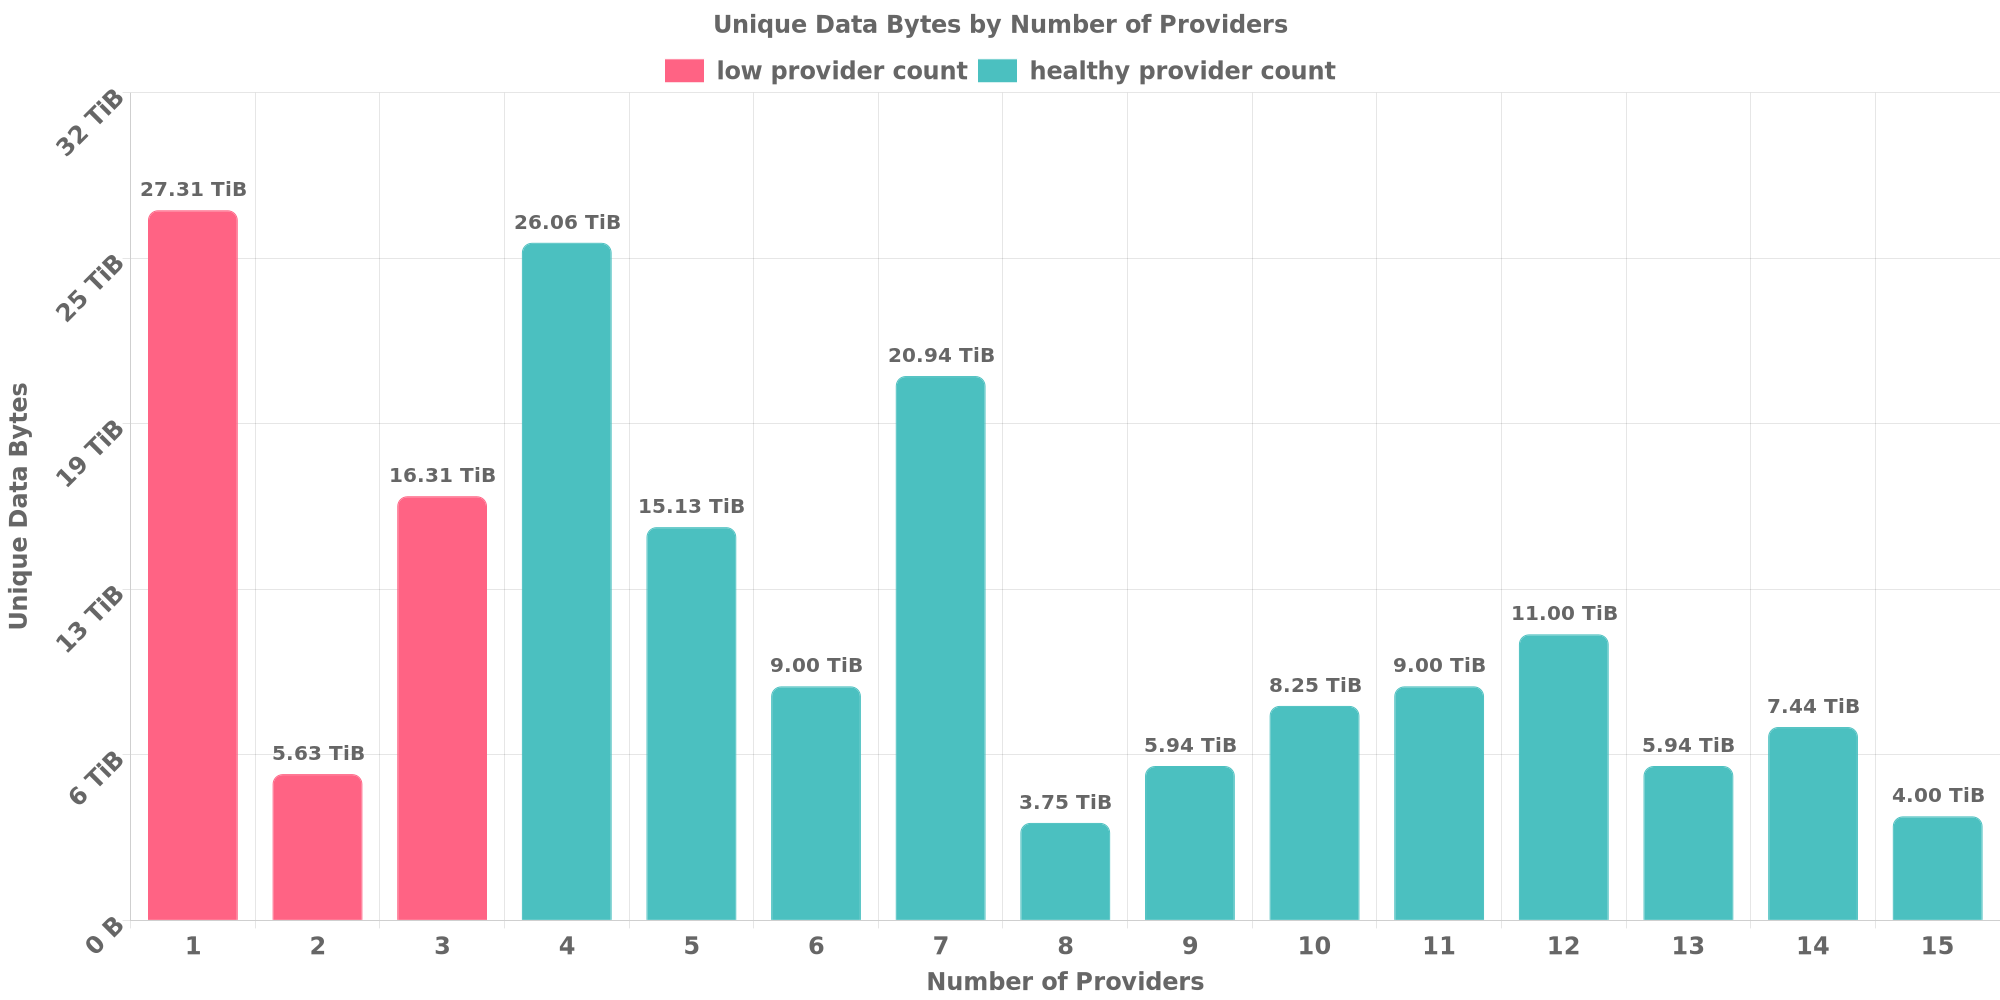 Unique Data Bytes by Number of Providers
low provider count healthy provider count
32 TiB
25 TiB
19 TiB
13 TiB
6 TiB
0 B
Unique Data Bytes
27.31 TiB
5.63 TiB
16.31 TiB
26.06 TiB
15.13 TiB
9.00 TiB
20.94 TiB
3.75 TiB
5.94 TiB
8.25 TiB
9.00 TiB
11.00 TiB
5.94 TiB
7.44 TiB
4.00 TiB
1 2 3 4 5 6 7 8 9 10 11 12 13 14 15
Number of Providers